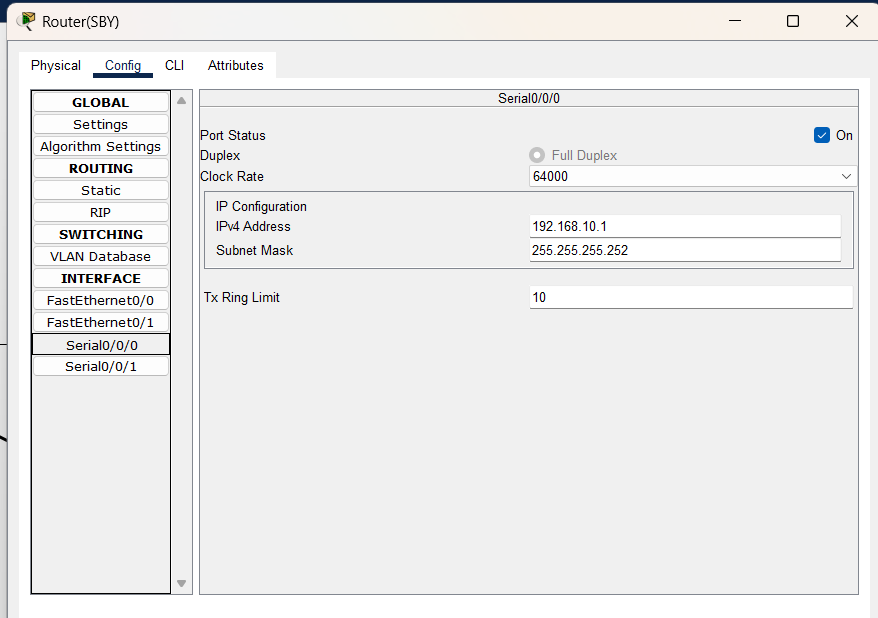 Router(SBY)
Physical Config CLI Attributes
GLOBAL
Settings
Algorithm Settings
ROUTING
Static
RIP
SWITCHING
VLAN Database
INTERFACE
FastEthernet0/0
FastEthernet0/1
Serial0/0/0
Serial0/0/1
Serial0/0/0
Port Status On
Duplex Full Duplex
Clock Rate 64000
IP Configuration
IPv4 Address 192.168.10.1
Subnet Mask 255.255.255.252
Tx Ring Limit 10